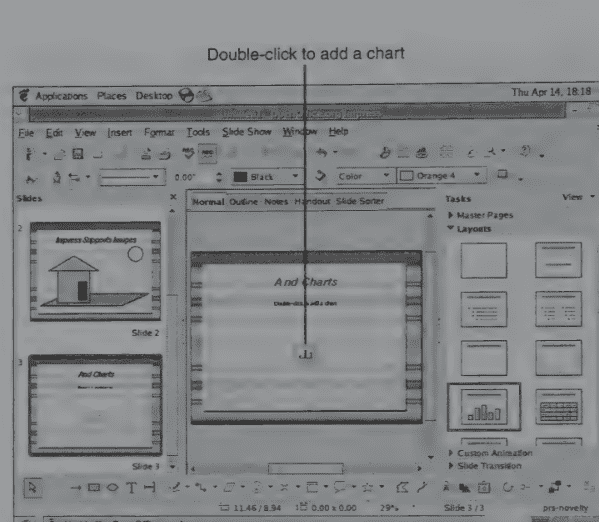 Double-click to add a chart
Applications Places Desktop
Thu Apr 14, 18:18
File Edit View Insert Format Tools Slide Show Window Help
0.00"
Black
Color
Orange 4
Slides
Normal Outline Notes Handout Slide Sorter
Tasks
View
Master Pages
Layouts
2
Impress Supports Images
Slide 2
And Charts
3
And Charts
Slide 3
Custom Animation
Slide Transition
11.46 / 8.94
0.00 x 0.00
29%
Slide 3 / 3
prs-novelty